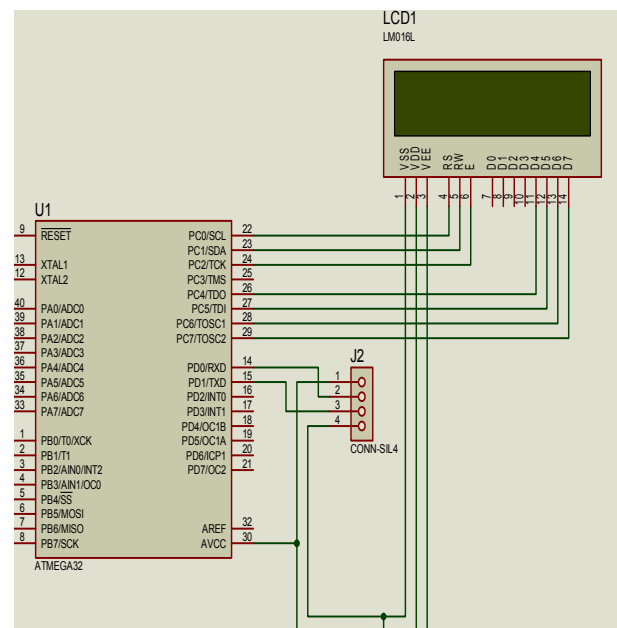 LCD1
LM016L
VSS
VDD
VEE
RS
RW
E
D0
D1
D2
D3
D4
D5
D6
D7
1
2
3
4
5
6
7
8
9
10
11
12
13
14
U1
9 RESET
13 XTAL1
12 XTAL2
40 PA0/ADC0
39 PA1/ADC1
38 PA2/ADC2
37 PA3/ADC3
36 PA4/ADC4
35 PA5/ADC5
34 PA6/ADC6
33 PA7/ADC7
1 PB0/T0/XCK
2 PB1/T1
3 PB2/AIN0/INT2
4 PB3/AIN1/OC0
5 PB4/SS
6 PB5/MOSI
7 PB6/MISO
8 PB7/SCK
PC0/SCL 22
PC1/SDA 23
PC2/TCK 24
PC3/TMS 25
PC4/TDO 26
PC5/TDI 27
PC6/TOSC1 28
PC7/TOSC2 29
PD0/RXD 14
PD1/TXD 15
PD2/INT0 16
PD3/INT1 17
PD4/OC1B 18
PD5/OC1A 19
PD6/ICP1 20
PD7/OC2 21
AREF 32
AVCC 30
ATMEGA32
J2
1
2
3
4
CONN-SIL4